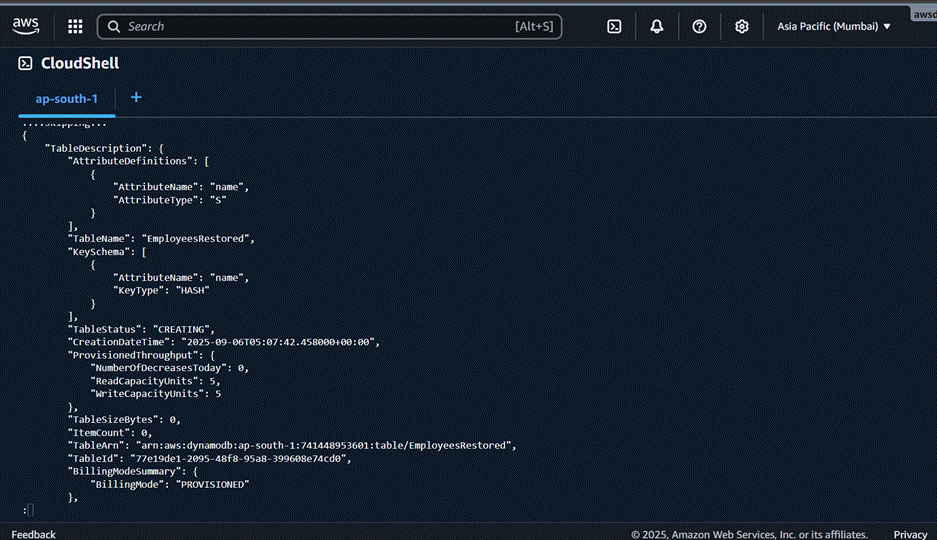 awsd
aws
Search [Alt+S] Asia Pacific (Mumbai)
CloudShell
ap-south-1 +
....skipping...
{
    "TableDescription": {
        "AttributeDefinitions": [
            {
                "AttributeName": "name",
                "AttributeType": "S"
            }
        ],
        "TableName": "EmployeesRestored",
        "KeySchema": [
            {
                "AttributeName": "name",
                "KeyType": "HASH"
            }
        ],
        "TableStatus": "CREATING",
        "CreationDateTime": "2025-09-06T05:07:42.458000+00:00",
        "ProvisionedThroughput": {
            "NumberOfDecreasesToday": 0,
            "ReadCapacityUnits": 5,
            "WriteCapacityUnits": 5
        },
        "TableSizeBytes": 0,
        "ItemCount": 0,
        "TableArn": "arn:aws:dynamodb:ap-south-1:741448953601:table/EmployeesRestored",
        "TableId": "77e19de1-2095-48f8-95a8-399608e74cd0",
        "BillingModeSummary": {
            "BillingMode": "PROVISIONED"
        },
:
Feedback © 2025, Amazon Web Services, Inc. or its affiliates. Privacy